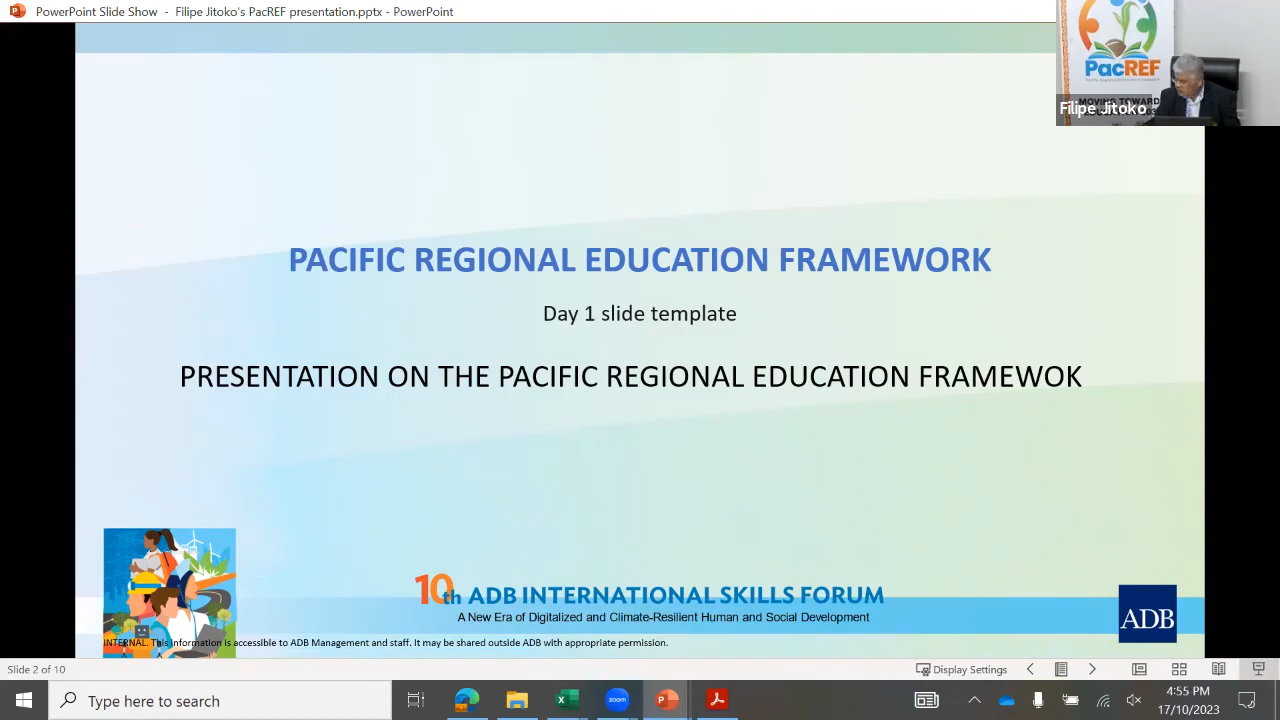 PowerPoint Slide Show - Filipe Jitoko's PacREF presentation.pptx - PowerPoint
PacREF
MOVING TOWARD
Filipe Jitoko
PACIFIC REGIONAL EDUCATION FRAMEWORK
Day 1 slide template
PRESENTATION ON THE PACIFIC REGIONAL EDUCATION FRAMEWOK
10th ADB INTERNATIONAL SKILLS FORUM
A New Era of Digitalized and Climate-Resilient Human and Social Development
ADB
INTERNAL. This information is accessible to ADB Management and staff. It may be shared outside ADB with appropriate permission.
Slide 2 of 10
Display Settings
Type here to search
zoom
4:55 PM
17/10/2023